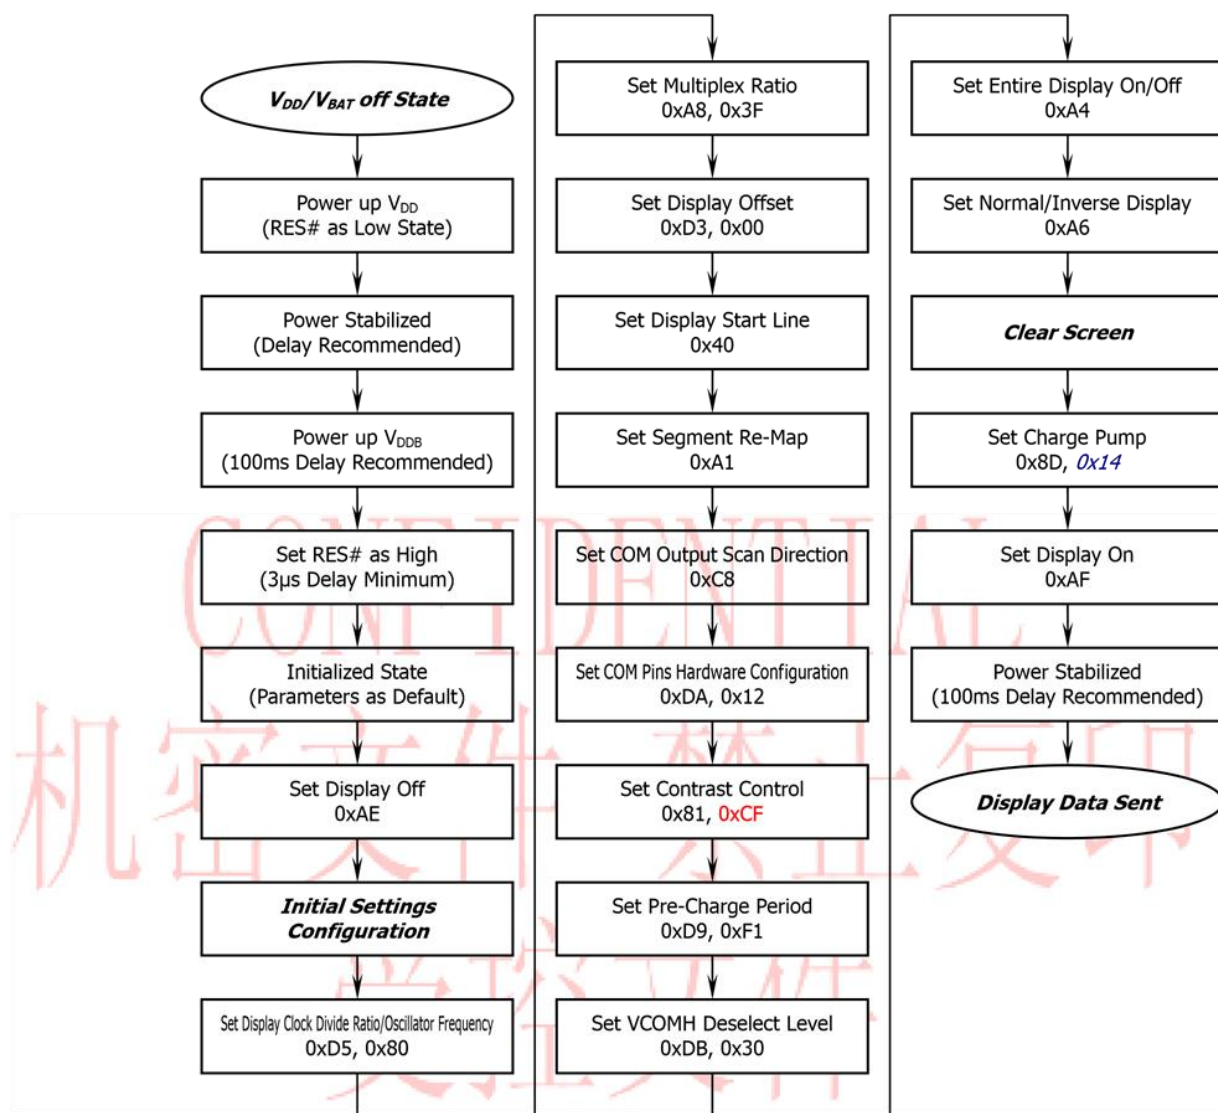 VDD/VBAT off State
Power up VDD
(RES# as Low State)
Power Stabilized
(Delay Recommended)
Power up VDDB
(100ms Delay Recommended)
Set RES# as High
(3μs Delay Minimum)
Initialized State
(Parameters as Default)
Set Display Off
0xAE
Initial Settings
Configuration
Set Display Clock Divide Ratio/Oscillator Frequency
0xD5, 0x80
Set Multiplex Ratio
0xA8, 0x3F
Set Display Offset
0xD3, 0x00
Set Display Start Line
0x40
Set Segment Re-Map
0xA1
Set COM Output Scan Direction
0xC8
Set COM Pins Hardware Configuration
0xDA, 0x12
Set Contrast Control
0x81, 0xCF
Set Pre-Charge Period
0xD9, 0xF1
Set VCOMH Deselect Level
0xDB, 0x30
Set Entire Display On/Off
0xA4
Set Normal/Inverse Display
0xA6
Clear Screen
Set Charge Pump
0x8D, 0x14
Set Display On
0xAF
Power Stabilized
(100ms Delay Recommended)
Display Data Sent
CONFIDENTIAL
机密文件 禁止复印
受控文件